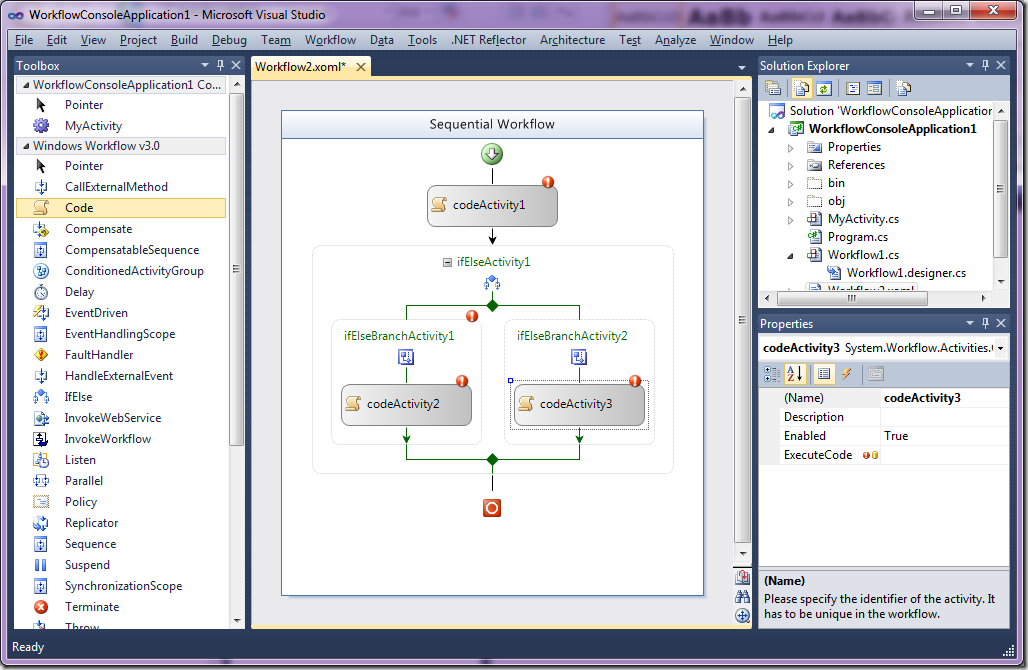 WorkflowConsoleApplication1 - Microsoft Visual Studio
File Edit View Project Build Debug Team Workflow Data Tools .NET Reflector Architecture Test Analyze Window Help
Toolbox
WorkflowConsoleApplication1 Co...
Pointer
MyActivity
Windows Workflow v3.0
Pointer
CallExternalMethod
Code
Compensate
CompensatableSequence
ConditionedActivityGroup
Delay
EventDriven
EventHandlingScope
FaultHandler
HandleExternalEvent
IfElse
InvokeWebService
InvokeWorkflow
Listen
Parallel
Policy
Replicator
Sequence
Suspend
SynchronizationScope
Terminate
Throw
Workflow2.xoml*
Sequential Workflow
codeActivity1
ifElseActivity1
ifElseBranchActivity1
ifElseBranchActivity2
codeActivity2
codeActivity3
Solution Explorer
Solution 'WorkflowConsoleApplication
WorkflowConsoleApplication1
Properties
References
bin
obj
MyActivity.cs
Program.cs
Workflow1.cs
Workflow1.designer.cs
Workflow2.xoml
Properties
codeActivity3 System.Workflow.Activities.
(Name) codeActivity3
Description
Enabled True
ExecuteCode
(Name)
Please specify the identifier of the activity. It
has to be unique in the workflow.
Ready